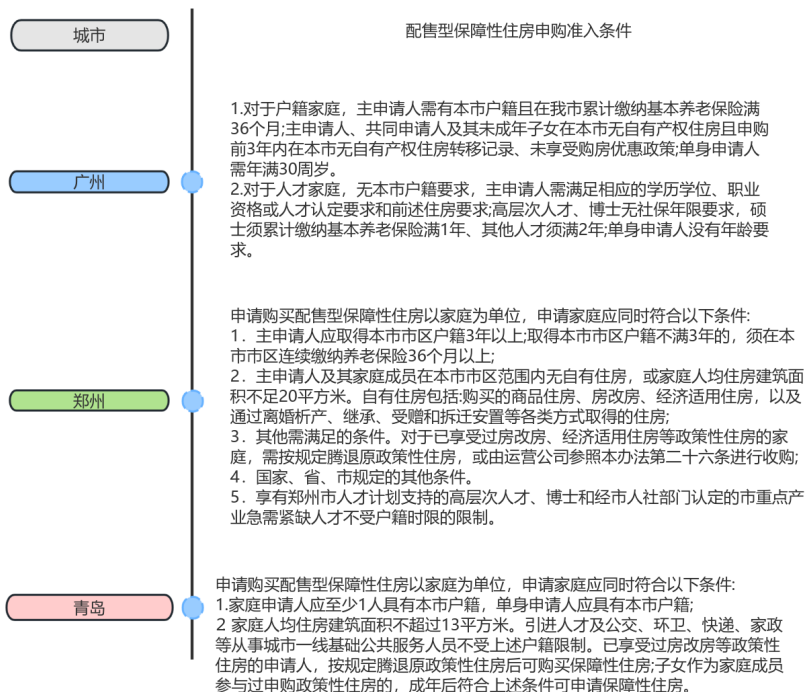 城市
配售型保障性住房申购准入条件
广州
1.对于户籍家庭，主申请人需有本市户籍且在我市累计缴纳基本养老保险满
36个月;主申请人、共同申请人及其未成年子女在本市无自有产权住房且申购
前3年内在本市无自有产权住房转移记录、未享受购房优惠政策;单身申请人
需年满30周岁。
2.对于人才家庭，无本市户籍要求，主申请人需满足相应的学历学位、职业
资格或人才认定要求和前述住房要求;高层次人才、博士无社保年限要求，硕
士须累计缴纳基本养老保险满1年、其他人才须满2年;单身申请人没有年龄要
求。
郑州
申请购买配售型保障性住房以家庭为单位，申请家庭应同时符合以下条件:
1．主申请人应取得本市市区户籍3年以上;取得本市市区户籍不满3年的，须在本
市市区连续缴纳养老保险36个月以上;
2．主申请人及其家庭成员在本市市区范围内无自有住房，或家庭人均住房建筑面
积不足20平方米。自有住房包括:购买的商品住房、房改房、经济适用住房，以及
通过离婚析产、继承、受赠和拆迁安置等各类方式取得的住房;
3．其他需满足的条件。对于已享受过房改房、经济适用住房等政策性住房的家
庭，需按规定腾退原政策性住房，或由运营公司参照本办法第二十六条进行收购;
4．国家、省、市规定的其他条件。
5．享有郑州市人才计划支持的高层次人才、博士和经市人社部门认定的市重点产
业急需紧缺人才不受户籍时限的限制。
青岛
申请购买配售型保障性住房以家庭为单位，申请家庭应同时符合以下条件:
1.家庭申请人应至少1人具有本市户籍，单身申请人应具有本市户籍;
2 家庭人均住房建筑面积不超过13平方米。引进人才及公交、环卫、快递、家政
等从事城市一线基础公共服务人员不受上述户籍限制。已享受过房改房等政策性
住房的申请人，按规定腾退原政策性住房后可购买保障性住房;子女作为家庭成员
参与过申购政策性住房的，成年后符合上述条件可申请保障性住房。